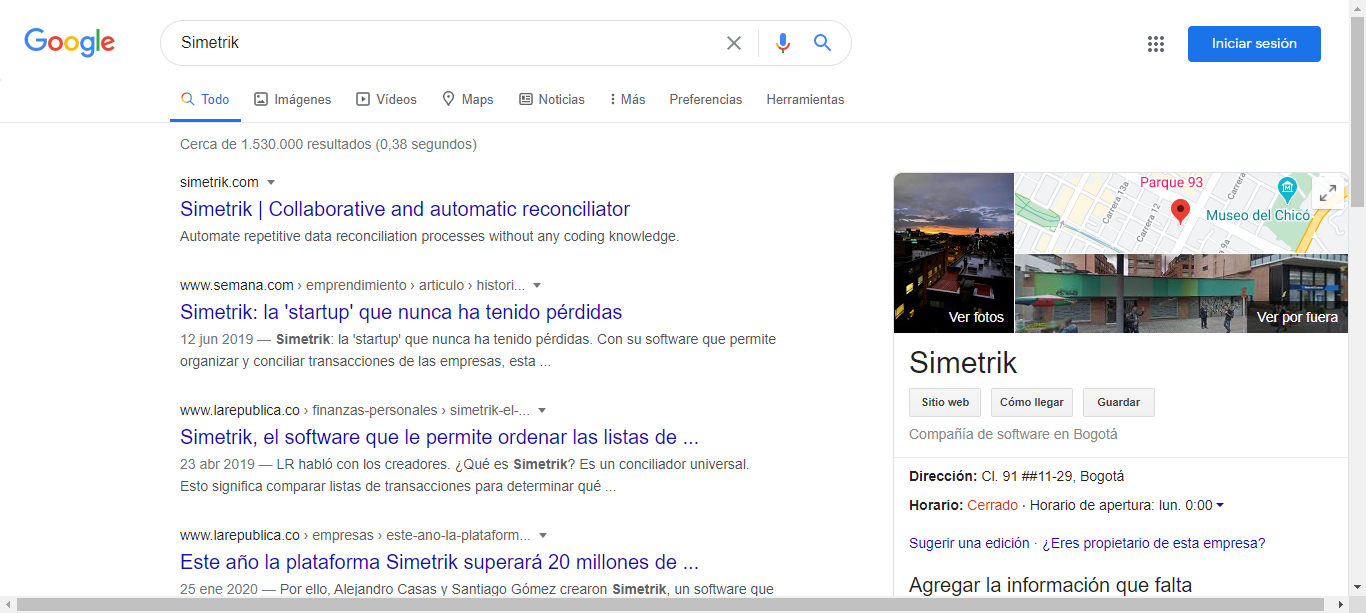 Google
Simetrik
Iniciar sesión
Todo
Imágenes
Vídeos
Maps
Noticias
Más
Preferencias
Herramientas
Cerca de 1.530.000 resultados (0,38 segundos)
simetrik.com
Simetrik | Collaborative and automatic reconciliator
Automate repetitive data reconciliation processes without any coding knowledge.
www.semana.com › emprendimiento › articulo › histori...
Simetrik: la 'startup' que nunca ha tenido pérdidas
12 jun 2019 — Simetrik: la 'startup' que nunca ha tenido pérdidas. Con su software que permite
organizar y conciliar transacciones de las empresas, esta ...
www.larepublica.co › finanzas-personales › simetrik-el-...
Simetrik, el software que le permite ordenar las listas de ...
23 abr 2019 — LR habló con los creadores. ¿Qué es Simetrik? Es un conciliador universal.
Esto significa comparar listas de transacciones para determinar qué ...
www.larepublica.co › empresas › este-ano-la-plataform...
Este año la plataforma Simetrik superará 20 millones de ...
25 ene 2020 — Por ello, Alejandro Casas y Santiago Gómez crearon Simetrik, un software que
Parque 93
Carrera 13a
Carrera 12
Carrera
9a
Museo del Chicó
Ver fotos
Ver por fuera
Simetrik
Sitio web
Cómo llegar
Guardar
Compañía de software en Bogotá
Dirección: Cl. 91 ##11-29, Bogotá
Horario: Cerrado · Horario de apertura: lun. 0:00
Sugerir una edición · ¿Eres propietario de esta empresa?
Agregar la información que falta